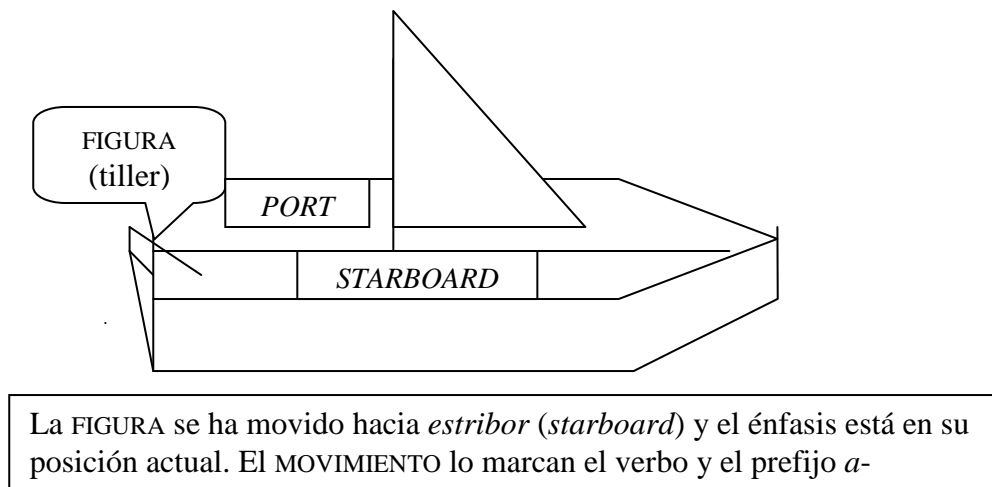 FIGURA
(tiller)
PORT
STARBOARD
La FIGURA se ha movido hacia estribor (starboard) y el énfasis está en su
posición actual. El MOVIMIENTO lo marcan el verbo y el prefijo a-